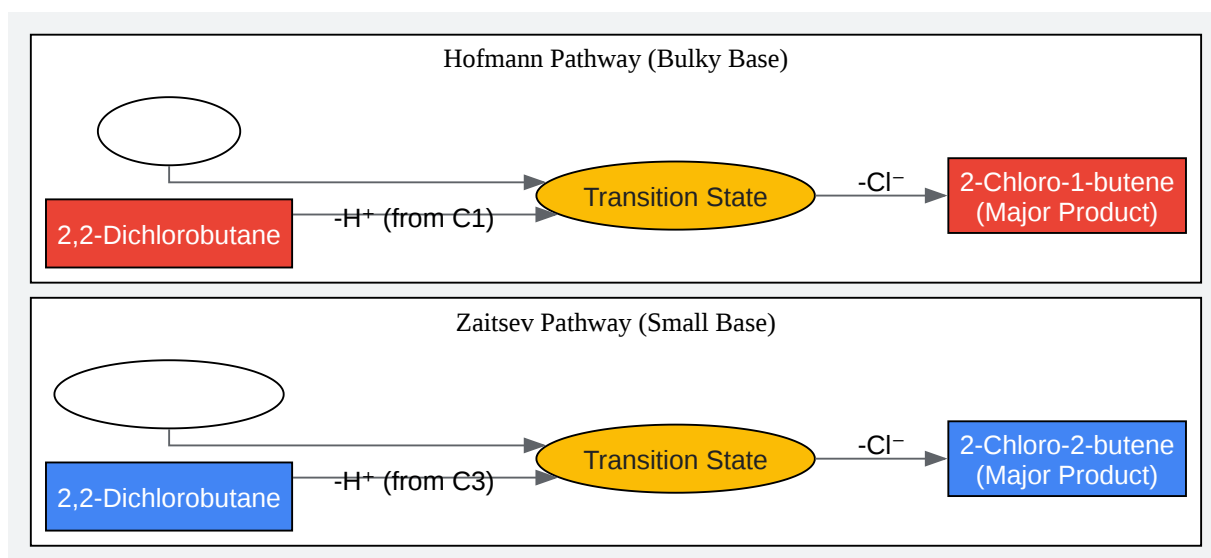 Hofmann Pathway (Bulky Base)
2,2-Dichlorobutane
-H⁺ (from C1)
Transition State
-Cl⁻
2-Chloro-1-butene
(Major Product)
Zaitsev Pathway (Small Base)
2,2-Dichlorobutane
-H⁺ (from C3)
Transition State
-Cl⁻
2-Chloro-2-butene
(Major Product)